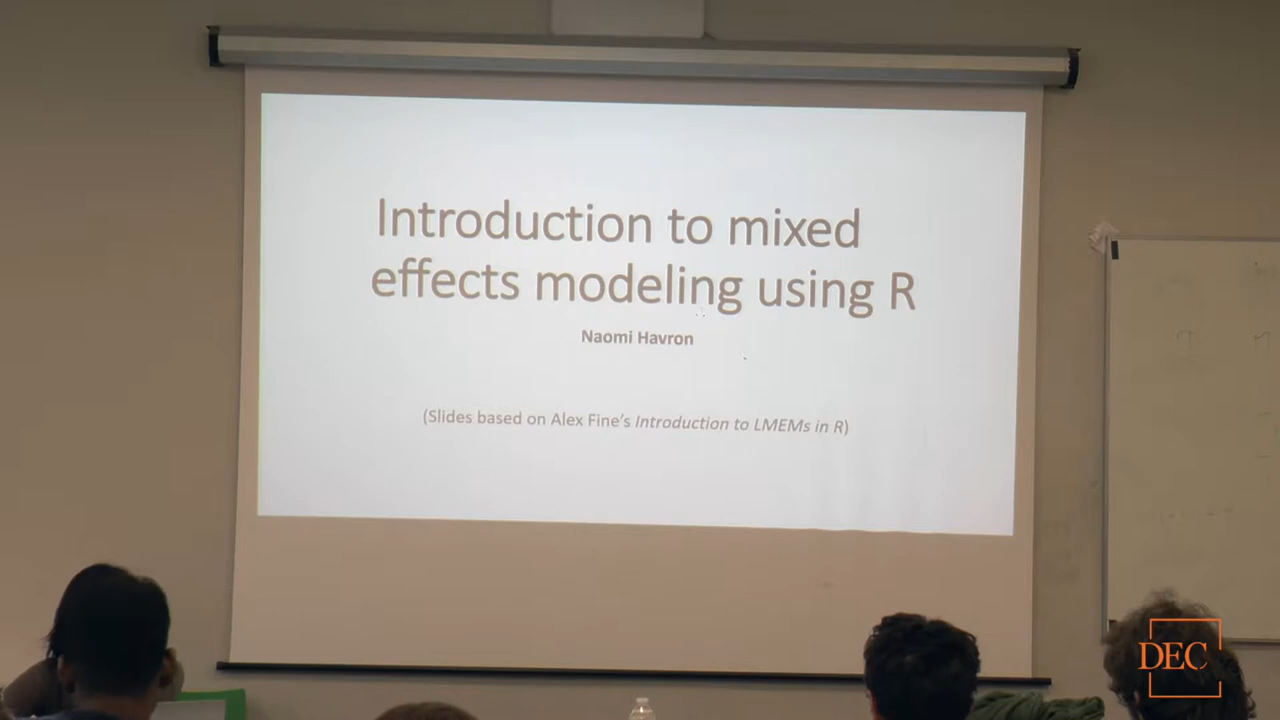 Introduction to mixed
effects modeling using R
Naomi Havron
(Slides based on Alex Fine's Introduction to LMEMs in R)
DEC